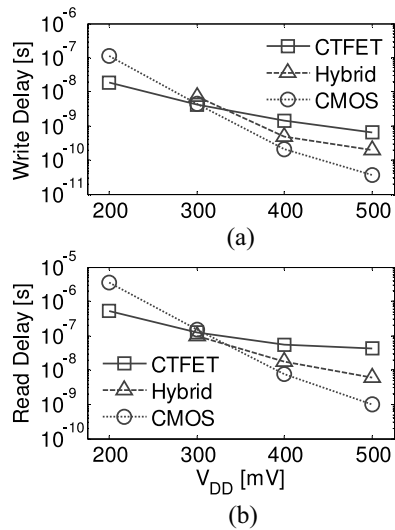 Write Delay [s]
10^-6
10^-7
10^-8
10^-9
10^-10
10^-11
CTFET
Hybrid
CMOS
200 300 400 500
(a)
Read Delay [s]
10^-5
10^-6
10^-7
10^-8
10^-9
10^-10
CTFET
Hybrid
CMOS
200 300 400 500
V_DD [mV]
(b)